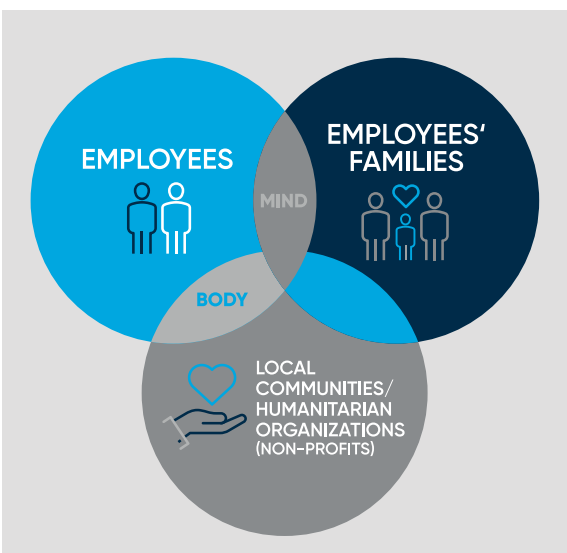 EMPLOYEES
EMPLOYEES‘
FAMILIES
MIND
BODY
LOCAL
COMMUNITIES/
HUMANITARIAN
ORGANIZATIONS
(NON-PROFITS)